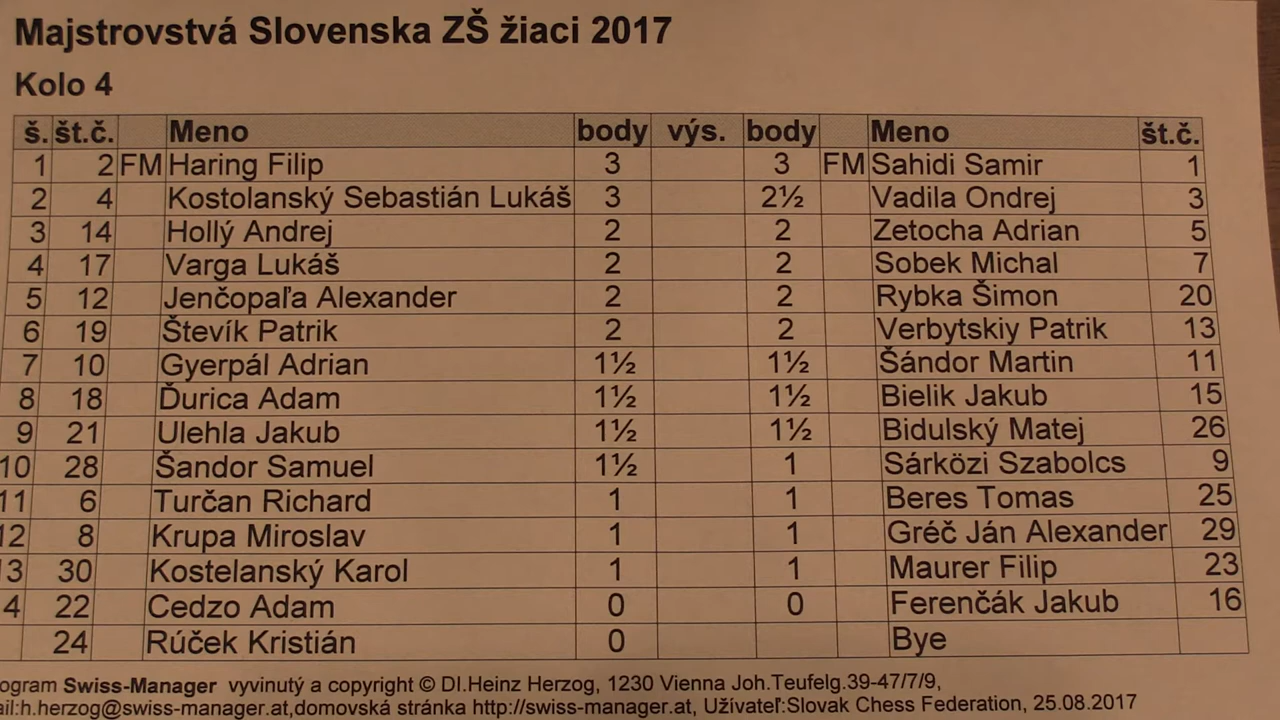 Majstrovstvá Slovenska ZŠ žiaci 2017
Kolo 4
š. št.č. Meno body výs. body Meno št.č.
1 2 FM Haring Filip 3 3 FM Sahidi Samir 1
2 4 Kostolanský Sebastián Lukáš 3 2½ Vadila Ondrej 3
3 14 Hollý Andrej 2 2 Zetocha Adrian 5
4 17 Varga Lukáš 2 2 Sobek Michal 7
5 12 Jenčopaľa Alexander 2 2 Rybka Šimon 20
6 19 Števík Patrik 2 2 Verbytskiy Patrik 13
7 10 Gyerpál Adrian 1½ 1½ Šándor Martin 11
8 18 Ďurica Adam 1½ 1½ Bielik Jakub 15
9 21 Ulehla Jakub 1½ 1½ Bidulský Matej 26
10 28 Šandor Samuel 1½ 1 Sárközi Szabolcs 9
11 6 Turčan Richard 1 1 Beres Tomas 25
12 8 Krupa Miroslav 1 1 Gréč Ján Alexander 29
3 30 Kostelanský Karol 1 1 Maurer Filip 23
4 22 Cedzo Adam 0 0 Ferenčák Jakub 16
24 Rúček Kristián 0 Bye
ogram Swiss-Manager vyvinutý a copyright © DI.Heinz Herzog, 1230 Vienna Joh.Teufelg.39-47/7/9,
ail:h.herzog@swiss-manager.at,domovská stránka http://swiss-manager.at, Užívateľ:Slovak Chess Federation, 25.08.2017